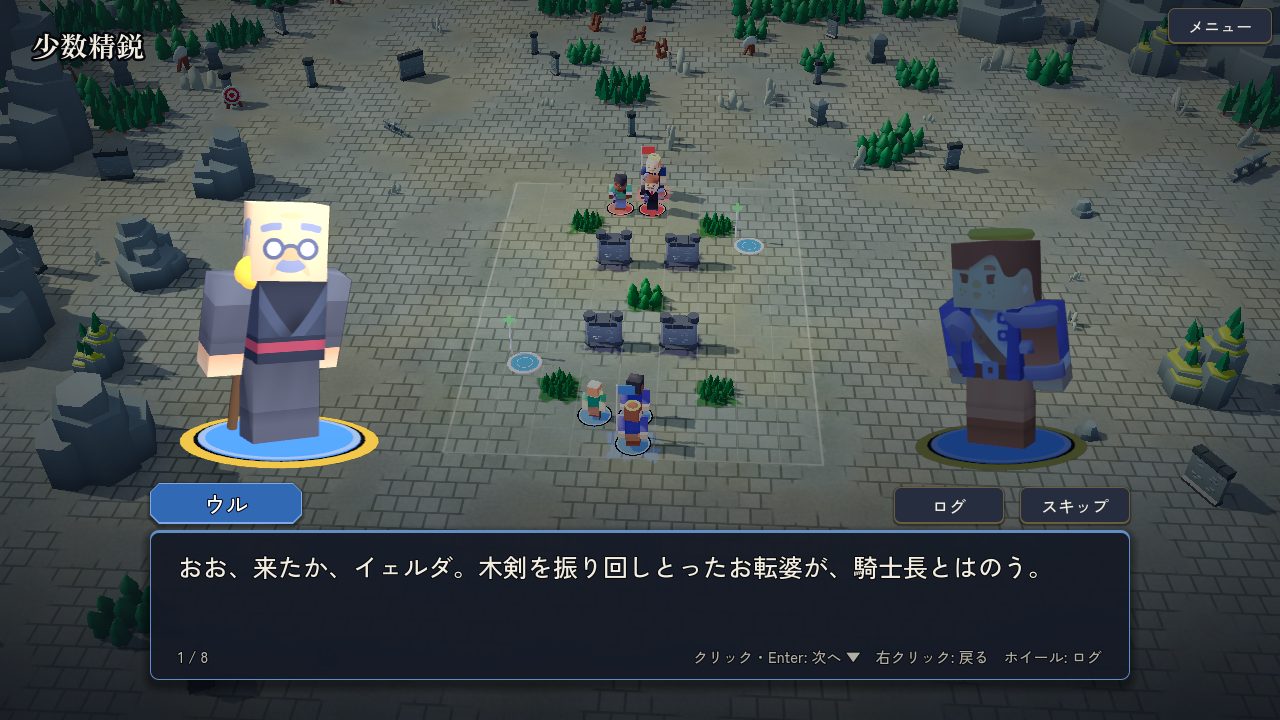 少数精鋭
メニュー
ウル
ログ
スキップ
おお、来たか、イェルダ。木剣を振り回しとったお転婆が、騎士長とはのう。
1 / 8
クリック・Enter: 次へ ▼ 右クリック: 戻る ホイール: ログ